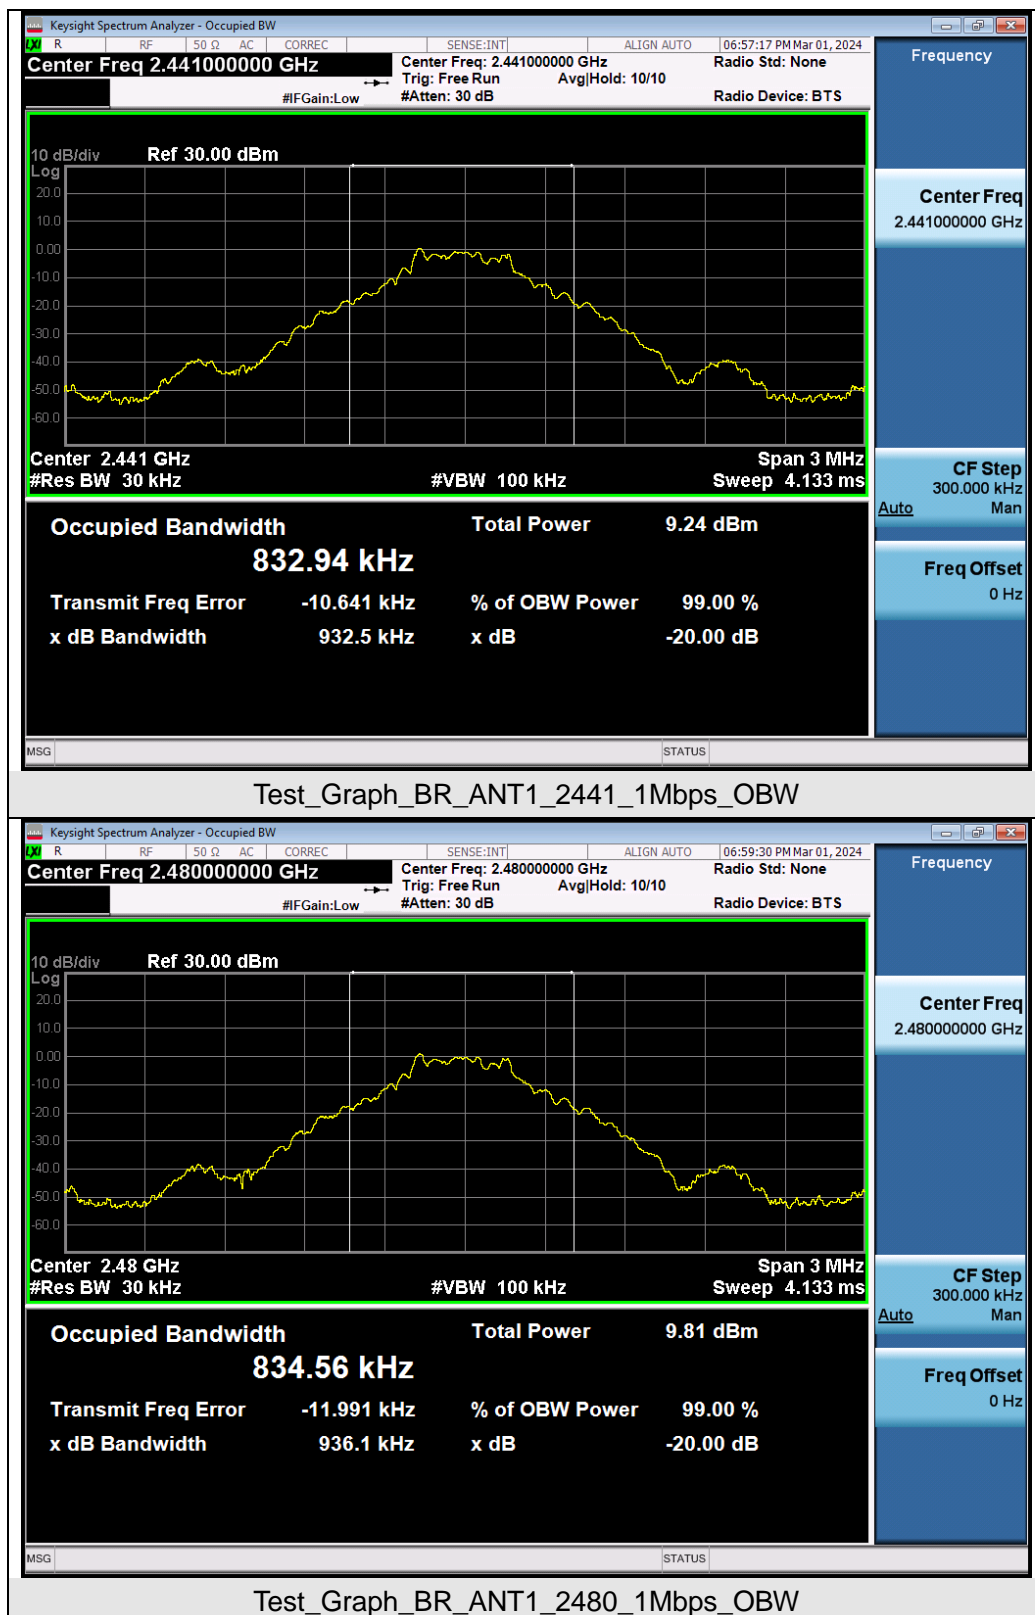 Keysight Spectrum Analyzer - Occupied BW
LXI R RF 50 Ω AC CORREC SENSE:INT ALIGN AUTO 06:57:17 PM Mar 01, 2024
Center Freq 2.441000000 GHz Center Freq: 2.441000000 GHz Radio Std: None
Trig: Free Run Avg|Hold: 10/10
#IFGain:Low #Atten: 30 dB Radio Device: BTS
Frequency
10 dB/div Ref 30.00 dBm
Log
20.0
10.0
0.00
-10.0
-20.0
-30.0
-40.0
-50.0
-60.0
Center 2.441 GHz Span 3 MHz
#Res BW 30 kHz #VBW 100 kHz Sweep 4.133 ms
Center Freq
2.441000000 GHz
CF Step
300.000 kHz
Auto Man
Freq Offset
0 Hz
Occupied Bandwidth Total Power 9.24 dBm
832.94 kHz
Transmit Freq Error -10.641 kHz % of OBW Power 99.00 %
x dB Bandwidth 932.5 kHz x dB -20.00 dB
MSG STATUS
Test_Graph_BR_ANT1_2441_1Mbps_OBW
Keysight Spectrum Analyzer - Occupied BW
LXI R RF 50 Ω AC CORREC SENSE:INT ALIGN AUTO 06:59:30 PM Mar 01, 2024
Center Freq 2.480000000 GHz Center Freq: 2.480000000 GHz Radio Std: None
Trig: Free Run Avg|Hold: 10/10
#IFGain:Low #Atten: 30 dB Radio Device: BTS
Frequency
10 dB/div Ref 30.00 dBm
Log
20.0
10.0
0.00
-10.0
-20.0
-30.0
-40.0
-50.0
-60.0
Center 2.48 GHz Span 3 MHz
#Res BW 30 kHz #VBW 100 kHz Sweep 4.133 ms
Center Freq
2.480000000 GHz
CF Step
300.000 kHz
Auto Man
Freq Offset
0 Hz
Occupied Bandwidth Total Power 9.81 dBm
834.56 kHz
Transmit Freq Error -11.991 kHz % of OBW Power 99.00 %
x dB Bandwidth 936.1 kHz x dB -20.00 dB
MSG STATUS
Test_Graph_BR_ANT1_2480_1Mbps_OBW